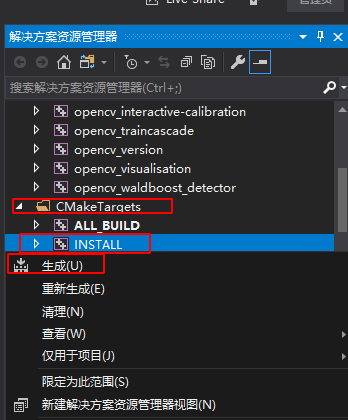 Live Share
解决方案资源管理器
搜索解决方案资源管理器(Ctrl+;)
opencv_interactive-calibration
opencv_traincascade
opencv_version
opencv_visualisation
opencv_waldboost_detector
CMakeTargets
ALL_BUILD
INSTALL
生成(U)
重新生成(E)
清理(N)
查看(W)
仅用于项目(J)
限定为此范围(S)
新建解决方案资源管理器视图(N)